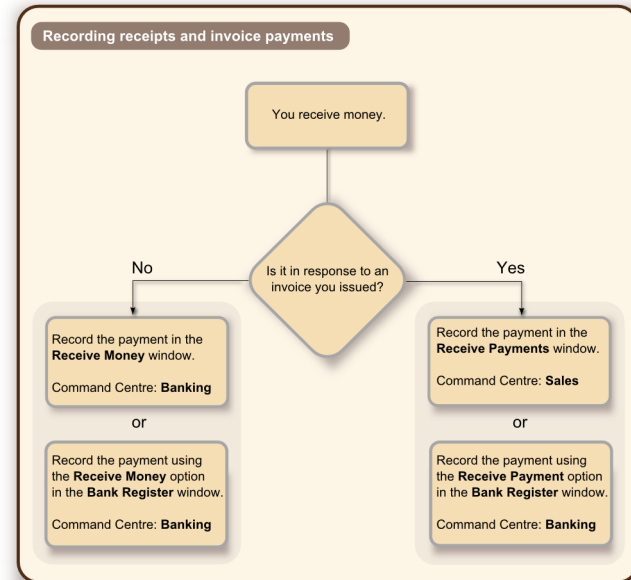 Recording receipts and invoice payments
You receive money.
Is it in response to an
invoice you issued?
No
Record the payment in the
Receive Money window.
Command Centre: Banking
or
Record the payment using
the Receive Money option
in the Bank Register window.
Command Centre: Banking
Yes
Record the payment in the
Receive Payments window.
Command Centre: Sales
or
Record the payment using
the Receive Payment option
in the Bank Register window.
Command Centre: Banking